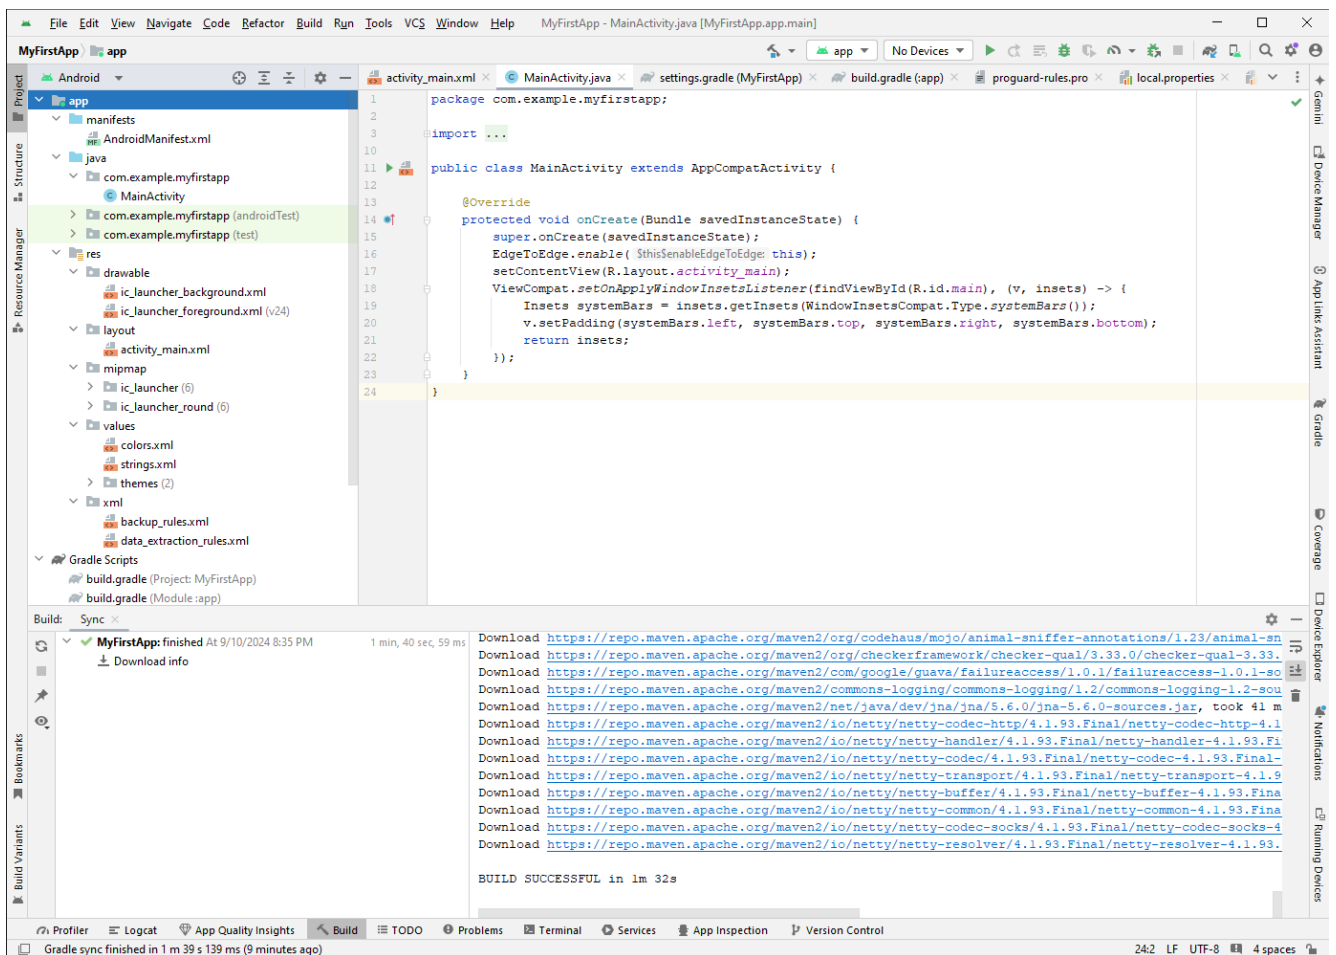 File Edit View Navigate Code Refactor Build Run Tools VCS Window Help MyFirstApp - MainActivity.java [MyFirstApp.app.main]
MyFirstApp app
app No Devices
Project
Structure
Resource Manager
Bookmarks
Build Variants
Android
app
manifests
AndroidManifest.xml
java
com.example.myfirstapp
MainActivity
com.example.myfirstapp (androidTest)
com.example.myfirstapp (test)
res
drawable
ic_launcher_background.xml
ic_launcher_foreground.xml (v24)
layout
activity_main.xml
mipmap
ic_launcher (6)
ic_launcher_round (6)
values
colors.xml
strings.xml
themes (2)
xml
backup_rules.xml
data_extraction_rules.xml
Gradle Scripts
build.gradle (Project: MyFirstApp)
build.gradle (Module :app)
activity_main.xml MainActivity.java settings.gradle (MyFirstApp) build.gradle (:app) proguard-rules.pro local.properties
1 package com.example.myfirstapp;
2
3 import ...
10
11 public class MainActivity extends AppCompatActivity {
12
13 @Override
14 protected void onCreate(Bundle savedInstanceState) {
15 super.onCreate(savedInstanceState);
16 EdgeToEdge.enable( $this$enableEdgeToEdge: this);
17 setContentView(R.layout.activity_main);
18 ViewCompat.setOnApplyWindowInsetsListener(findViewById(R.id.main), (v, insets) -> {
19 Insets systemBars = insets.getInsets(WindowInsetsCompat.Type.systemBars());
20 v.setPadding(systemBars.left, systemBars.top, systemBars.right, systemBars.bottom);
21 return insets;
22 });
23 }
24 }
Gemini
Device Manager
App Links Assistant
Gradle
Coverage
Device Explorer
Notifications
Running Devices
Build: Sync
MyFirstApp: finished At 9/10/2024 8:35 PM 1 min, 40 sec, 59 ms
Download info
Download https://repo.maven.apache.org/maven2/org/codehaus/mojo/animal-sniffer-annotations/1.23/animal-sn
Download https://repo.maven.apache.org/maven2/org/checkerframework/checker-qual/3.33.0/checker-qual-3.33.
Download https://repo.maven.apache.org/maven2/com/google/guava/failureaccess/1.0.1/failureaccess-1.0.1-so
Download https://repo.maven.apache.org/maven2/commons-logging/commons-logging/1.2/commons-logging-1.2-sou
Download https://repo.maven.apache.org/maven2/net/java/dev/jna/jna/5.6.0/jna-5.6.0-sources.jar, took 41 m
Download https://repo.maven.apache.org/maven2/io/netty/netty-codec-http/4.1.93.Final/netty-codec-http-4.1
Download https://repo.maven.apache.org/maven2/io/netty/netty-handler/4.1.93.Final/netty-handler-4.1.93.Fi
Download https://repo.maven.apache.org/maven2/io/netty/netty-codec/4.1.93.Final/netty-codec-4.1.93.Final-
Download https://repo.maven.apache.org/maven2/io/netty/netty-transport/4.1.93.Final/netty-transport-4.1.9
Download https://repo.maven.apache.org/maven2/io/netty/netty-buffer/4.1.93.Final/netty-buffer-4.1.93.Fina
Download https://repo.maven.apache.org/maven2/io/netty/netty-common/4.1.93.Final/netty-common-4.1.93.Fina
Download https://repo.maven.apache.org/maven2/io/netty/netty-codec-socks/4.1.93.Final/netty-codec-socks-4
Download https://repo.maven.apache.org/maven2/io/netty/netty-resolver/4.1.93.Final/netty-resolver-4.1.93.
BUILD SUCCESSFUL in 1m 32s
Profiler Logcat App Quality Insights Build TODO Problems Terminal Services App Inspection Version Control
Gradle sync finished in 1 m 39 s 139 ms (9 minutes ago) 24:2 LF UTF-8 4 spaces